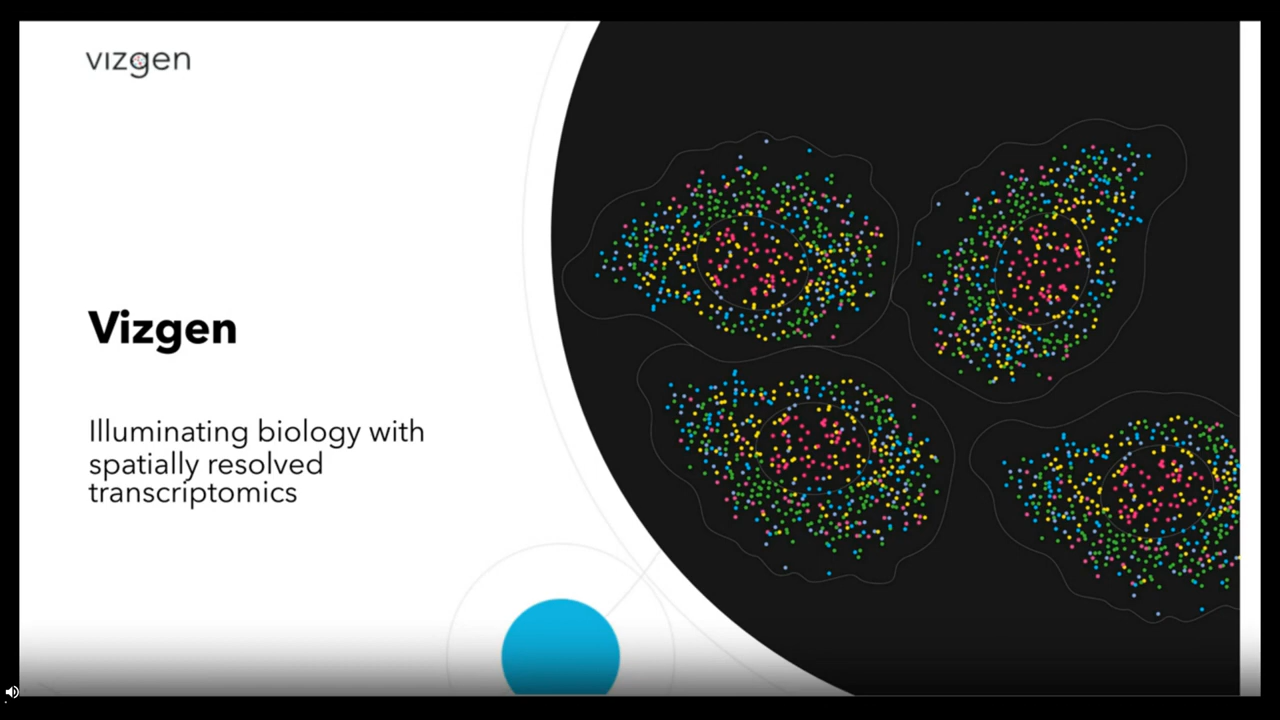 vizgen
Vizgen
Illuminating biology with
spatially resolved
transcriptomics